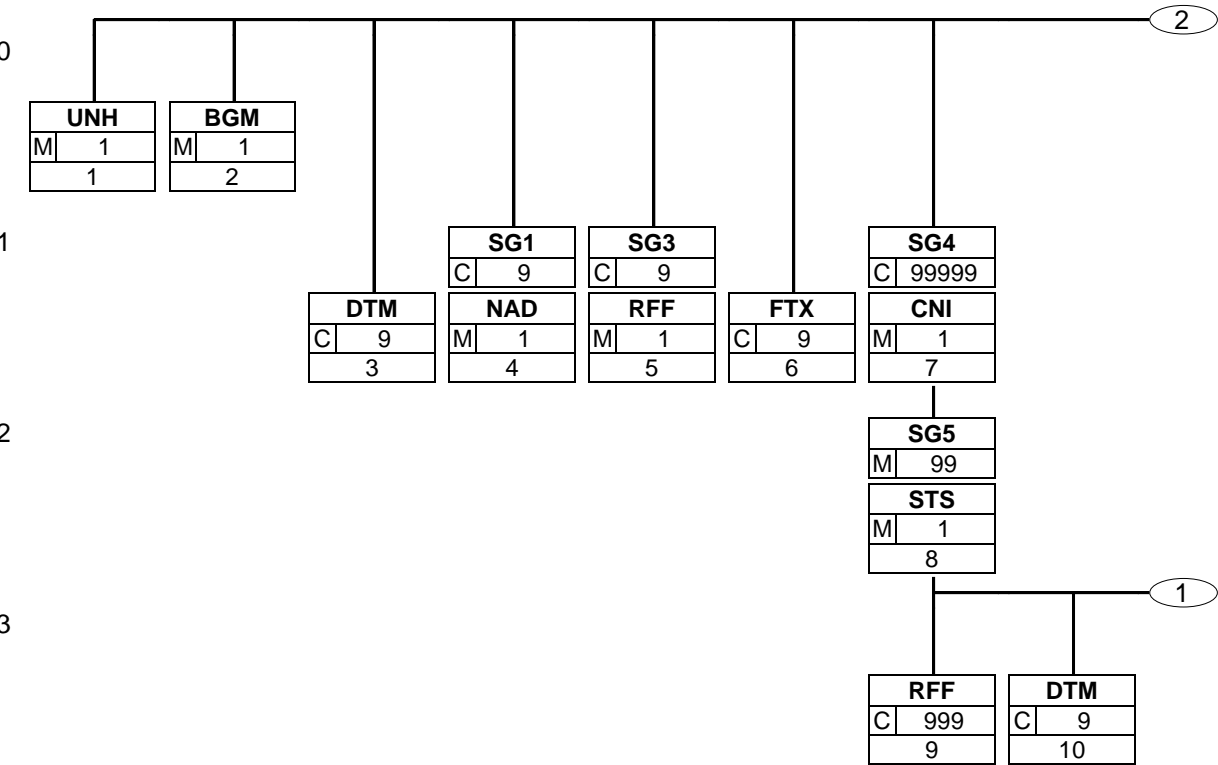 2
0
UNH BGM
M 1 M 1
1 2
1
SG1 SG3 SG4
C 9 C 9 C 99999
DTM NAD RFF FTX CNI
C 9 M 1 M 1 C 9 M 1
3 4 5 6 7
2
SG5
M 99
STS
M 1
8
1
3
RFF DTM
C 999 C 9
9 10